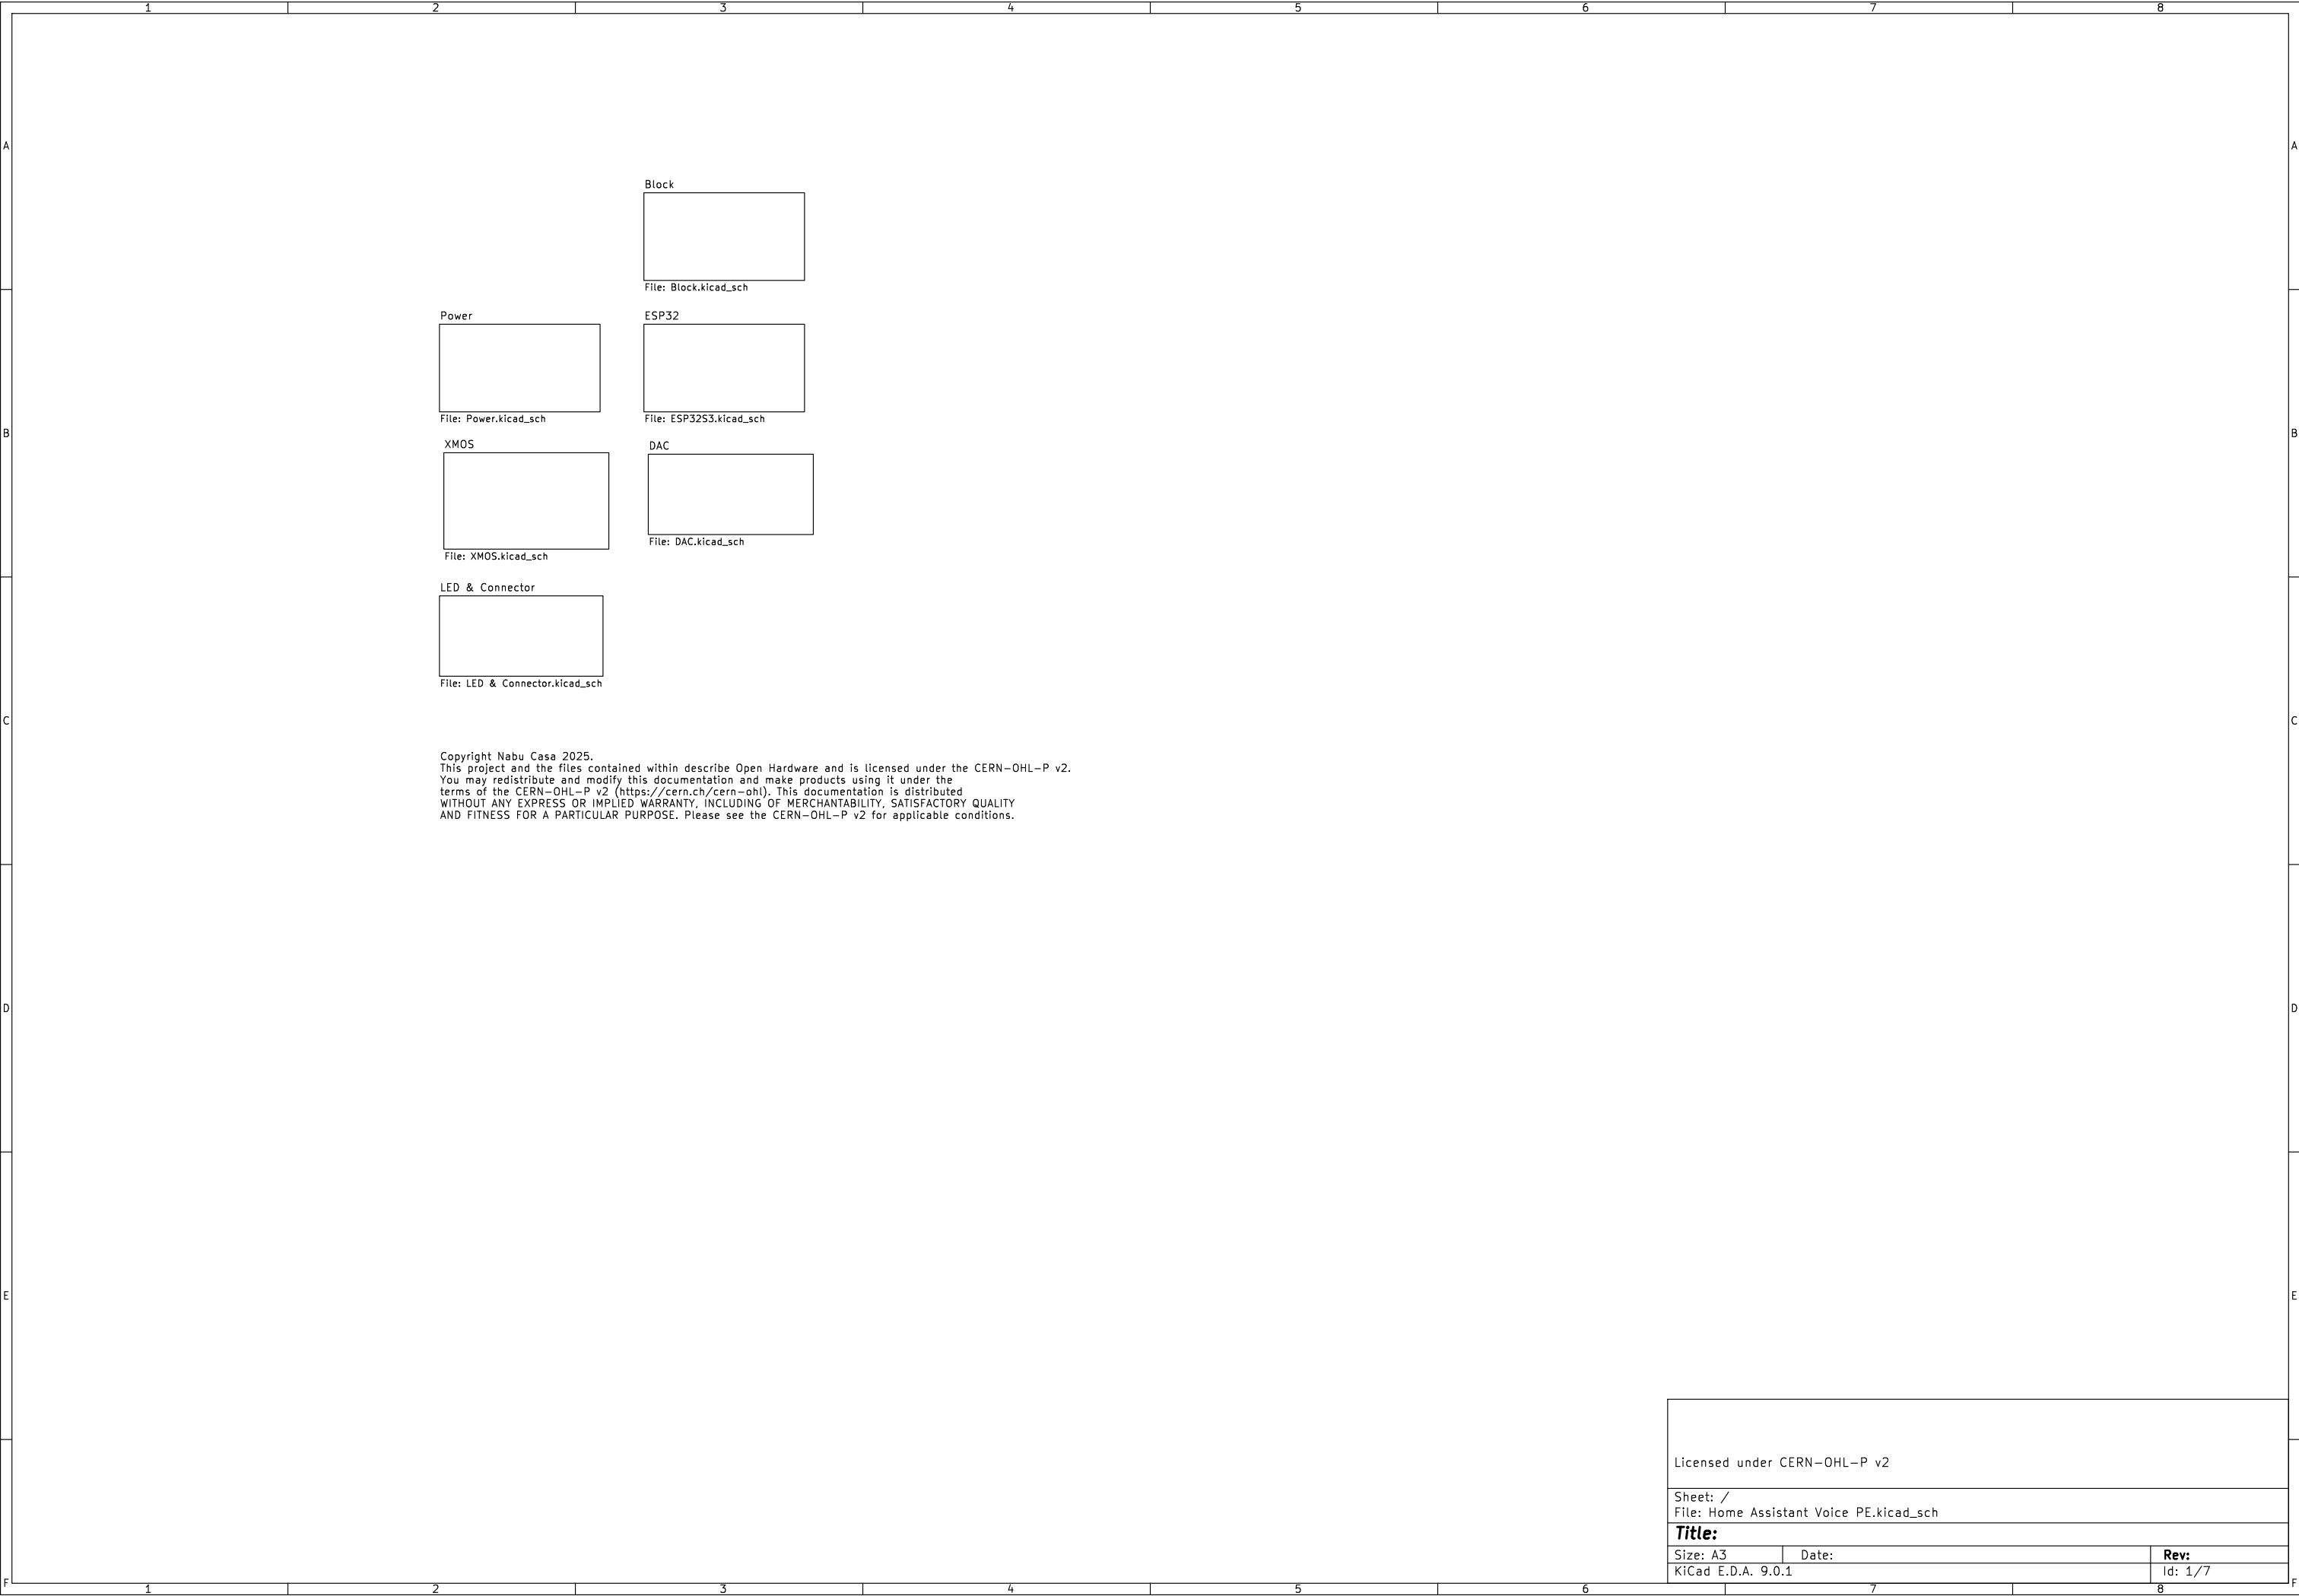 1 2 3 4 5 6 7 8
A A
Block
File: Block.kicad_sch
Power ESP32
File: Power.kicad_sch File: ESP32S3.kicad_sch
B B
XMOS DAC
File: XMOS.kicad_sch File: DAC.kicad_sch
LED & Connector
File: LED & Connector.kicad_sch
C C
Copyright Nabu Casa 2025.
This project and the files contained within describe Open Hardware and is licensed under the CERN-OHL-P v2.
You may redistribute and modify this documentation and make products using it under the
terms of the CERN-OHL-P v2 (https://cern.ch/cern-ohl). This documentation is distributed
WITHOUT ANY EXPRESS OR IMPLIED WARRANTY, INCLUDING OF MERCHANTABILITY, SATISFACTORY QUALITY
AND FITNESS FOR A PARTICULAR PURPOSE. Please see the CERN-OHL-P v2 for applicable conditions.
D D
E E
Licensed under CERN-OHL-P v2
Sheet: /
File: Home Assistant Voice PE.kicad_sch
Title:
Size: A3 Date: Rev:
KiCad E.D.A. 9.0.1 Id: 1/7
F F
1 2 3 4 5 6 7 8